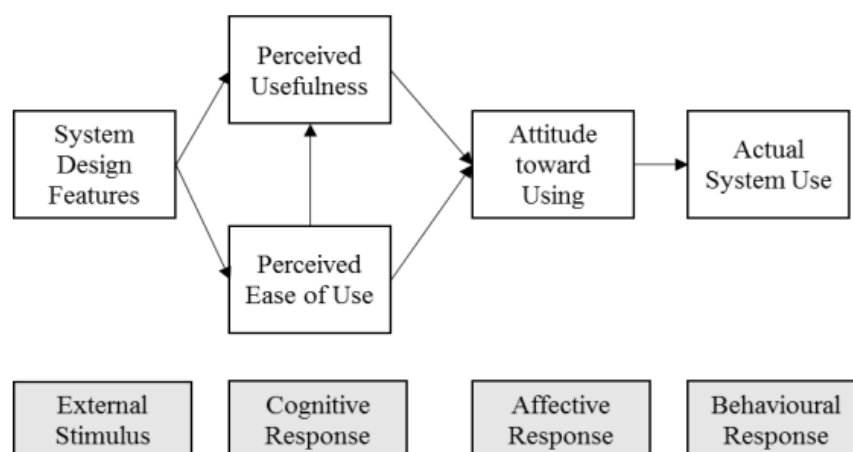 Perceived
Usefulness
System
Design
Features
Attitude
toward
Using
Actual
System Use
Perceived
Ease of Use
External
Stimulus
Cognitive
Response
Affective
Response
Behavioural
Response